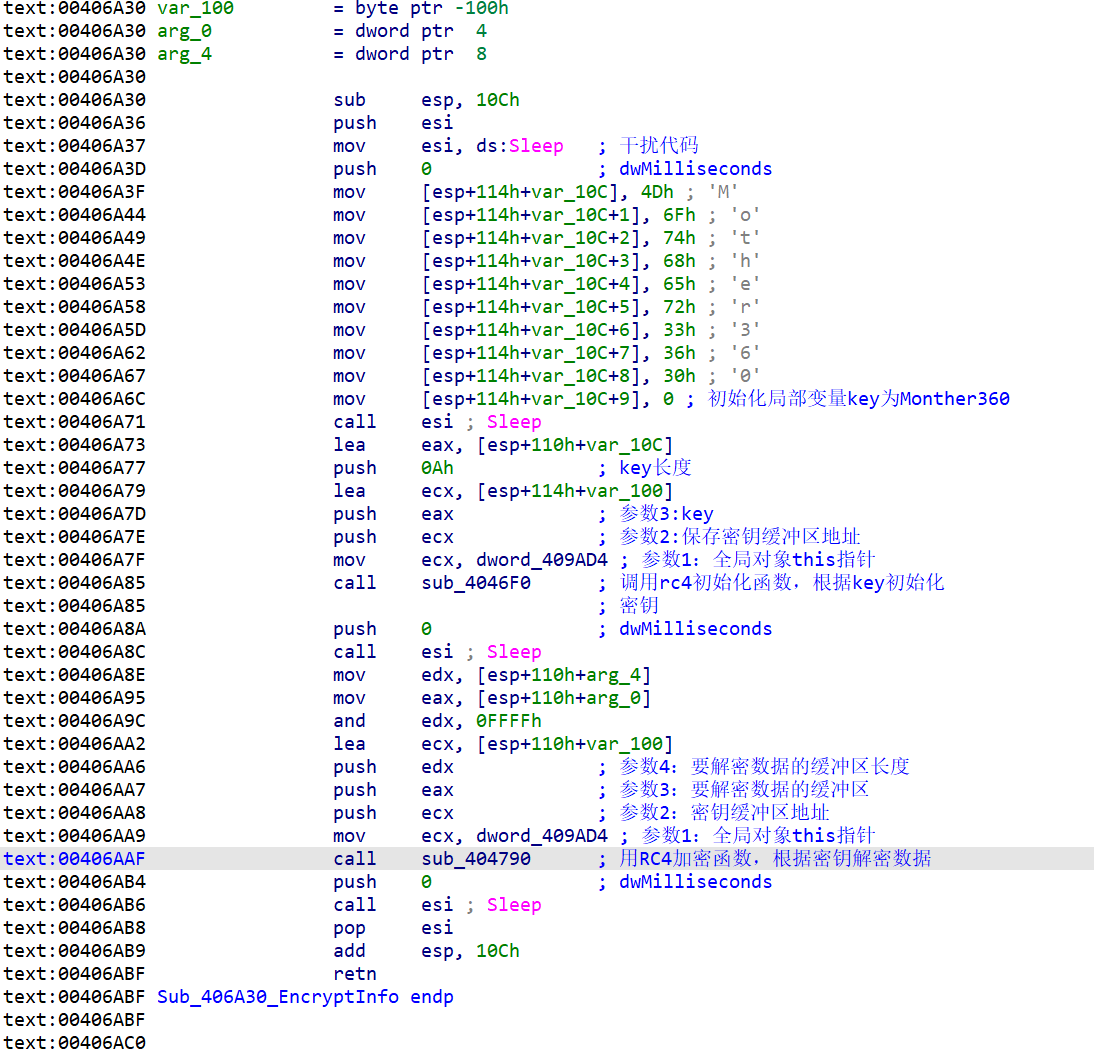 text:00406A30 var_100 = byte ptr -100h
text:00406A30 arg_0 = dword ptr 4
text:00406A30 arg_4 = dword ptr 8
text:00406A30
text:00406A30 sub esp, 10Ch
text:00406A36 push esi
text:00406A37 mov esi, ds:Sleep ; 干扰代码
text:00406A3D push 0 ; dwMilliseconds
text:00406A3F mov [esp+114h+var_10C], 4Dh ; 'M'
text:00406A44 mov [esp+114h+var_10C+1], 6Fh ; 'o'
text:00406A49 mov [esp+114h+var_10C+2], 74h ; 't'
text:00406A4E mov [esp+114h+var_10C+3], 68h ; 'h'
text:00406A53 mov [esp+114h+var_10C+4], 65h ; 'e'
text:00406A58 mov [esp+114h+var_10C+5], 72h ; 'r'
text:00406A5D mov [esp+114h+var_10C+6], 33h ; '3'
text:00406A62 mov [esp+114h+var_10C+7], 36h ; '6'
text:00406A67 mov [esp+114h+var_10C+8], 30h ; '0'
text:00406A6C mov [esp+114h+var_10C+9], 0 ; 初始化局部变量key为Monther360
text:00406A71 call esi ; Sleep
text:00406A73 lea eax, [esp+110h+var_10C]
text:00406A77 push 0Ah ; key长度
text:00406A79 lea ecx, [esp+114h+var_100]
text:00406A7D push eax ; 参数3:key
text:00406A7E push ecx ; 参数2:保存密钥缓冲区地址
text:00406A7F mov ecx, dword_409AD4 ; 参数1: 全局对象this指针
text:00406A85 call sub_4046F0 ; 调用rc4初始化函数，根据key初始化
text:00406A85 ; 密钥
text:00406A8A push 0 ; dwMilliseconds
text:00406A8C call esi ; Sleep
text:00406A8E mov edx, [esp+110h+arg_4]
text:00406A95 mov eax, [esp+110h+arg_0]
text:00406A9C and edx, 0FFFFh
text:00406AA2 lea ecx, [esp+110h+var_100]
text:00406AA6 push edx ; 参数4: 要解密数据的缓冲区长度
text:00406AA7 push eax ; 参数3: 要解密数据的缓冲区
text:00406AA8 push ecx ; 参数2: 密钥缓冲区地址
text:00406AA9 mov ecx, dword_409AD4 ; 参数1: 全局对象this指针
text:00406AAF call sub_404790 ; 用RC4加密函数，根据密钥解密数据
text:00406AB4 push 0 ; dwMilliseconds
text:00406AB6 call esi ; Sleep
text:00406AB8 pop esi
text:00406AB9 add esp, 10Ch
text:00406ABF retn
text:00406ABF Sub_406A30_EncryptInfo endp
text:00406ABF
text:00406AC0